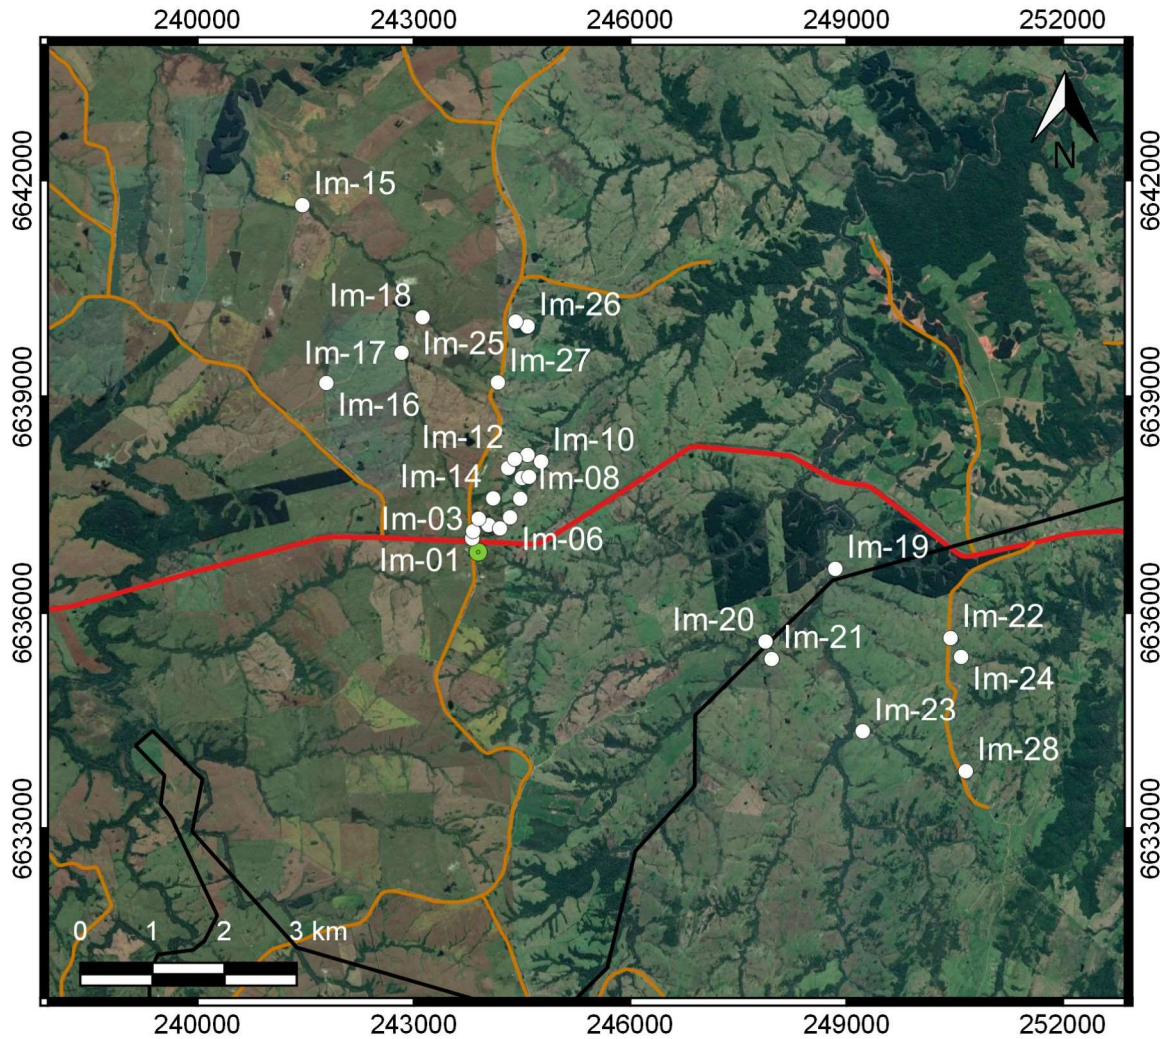 240000 243000 246000 249000 252000
N
6642000 6642000
Im-15
Im-18 Im-26
Im-17 Im-25 Im-27
6639000 6639000
Im-16
Im-12 Im-10
Im-14 Im-08
Im-03
Im-01 Im-06 Im-19
6636000 6636000
Im-20 Im-21 Im-22
Im-24
Im-23
Im-28
6633000 6633000
0 1 2 3 km
240000 243000 246000 249000 252000